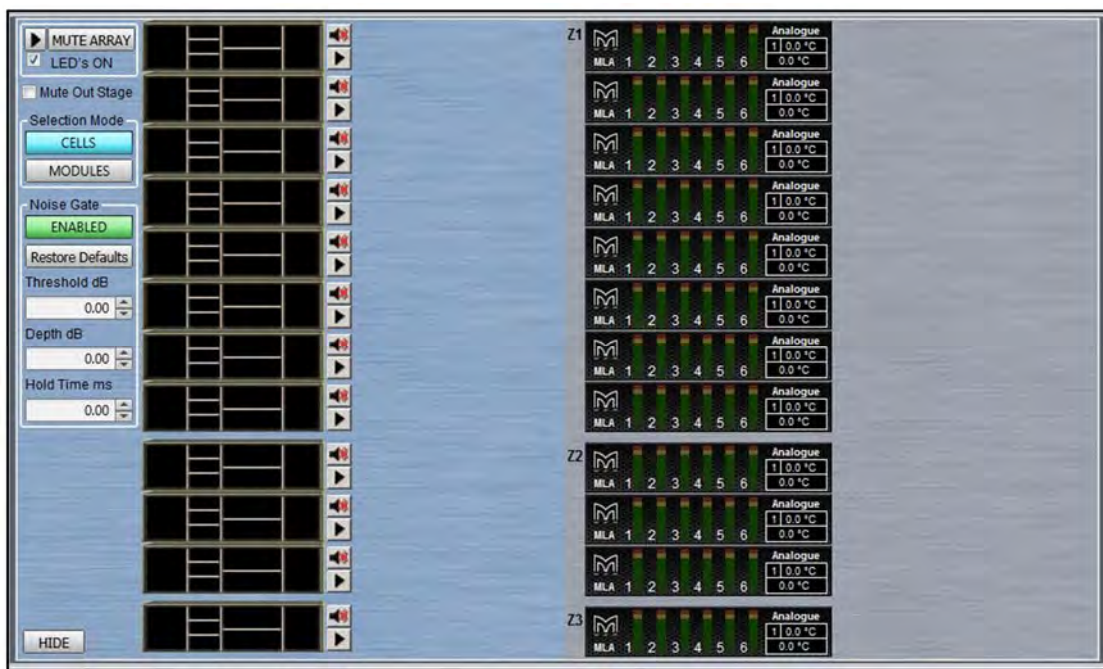 MUTE ARRAY
LED's ON
Mute Out Stage
Selection Mode
CELLS
MODULES
Noise Gate
ENABLED
Restore Defaults
Threshold dB
0.00
Depth dB
0.00
Hold Time ms
0.00
HIDE
Z1
Analogue
1 0.0 °C
MLA 1 2 3 4 5 6 0.0 °C
Analogue
1 0.0 °C
MLA 1 2 3 4 5 6 0.0 °C
Analogue
1 0.0 °C
MLA 1 2 3 4 5 6 0.0 °C
Analogue
1 0.0 °C
MLA 1 2 3 4 5 6 0.0 °C
Analogue
1 0.0 °C
MLA 1 2 3 4 5 6 0.0 °C
Analogue
1 0.0 °C
MLA 1 2 3 4 5 6 0.0 °C
Analogue
1 0.0 °C
MLA 1 2 3 4 5 6 0.0 °C
Analogue
1 0.0 °C
MLA 1 2 3 4 5 6 0.0 °C
Z2
Analogue
1 0.0 °C
MLA 1 2 3 4 5 6 0.0 °C
Analogue
1 0.0 °C
MLA 1 2 3 4 5 6 0.0 °C
Analogue
1 0.0 °C
MLA 1 2 3 4 5 6 0.0 °C
Z3
Analogue
1 0.0 °C
MLA 1 2 3 4 5 6 0.0 °C